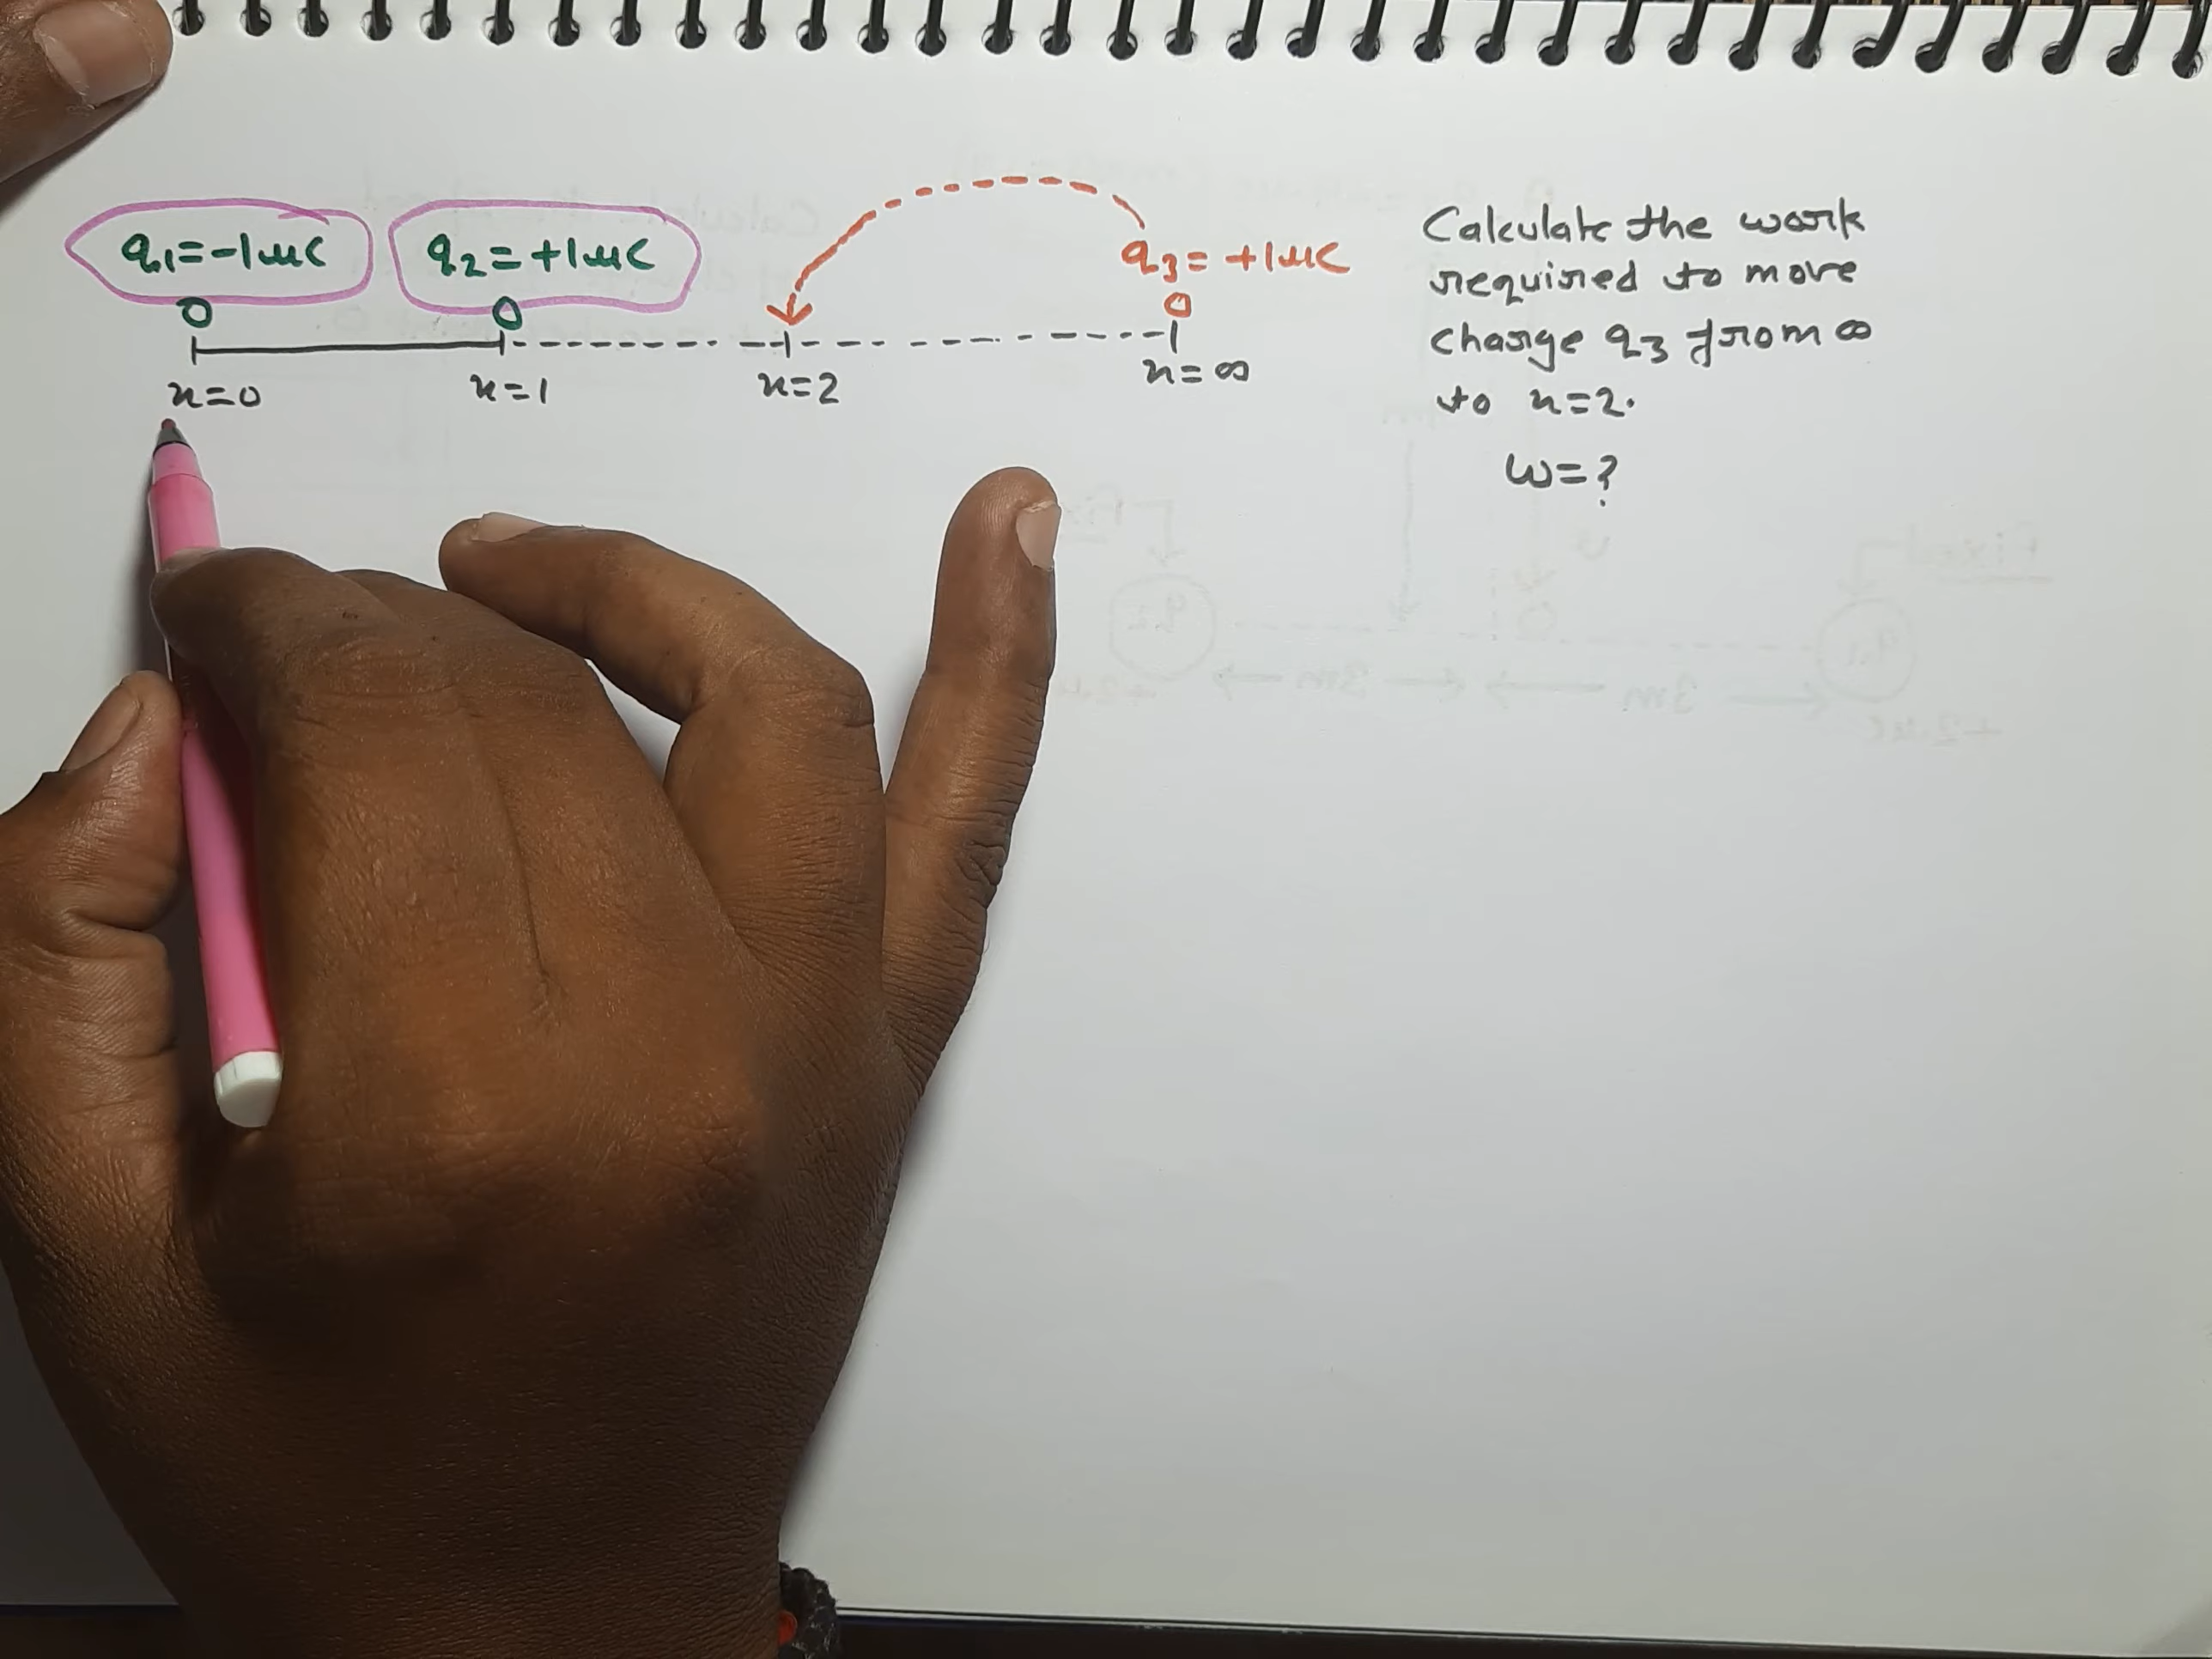 q1=-1μC
q2=+1μC
q3=+1μC
x=0
x=1
x=2
x=∞
Calculate the work
required to move
charge q3 from ∞
to x=2.
W=?